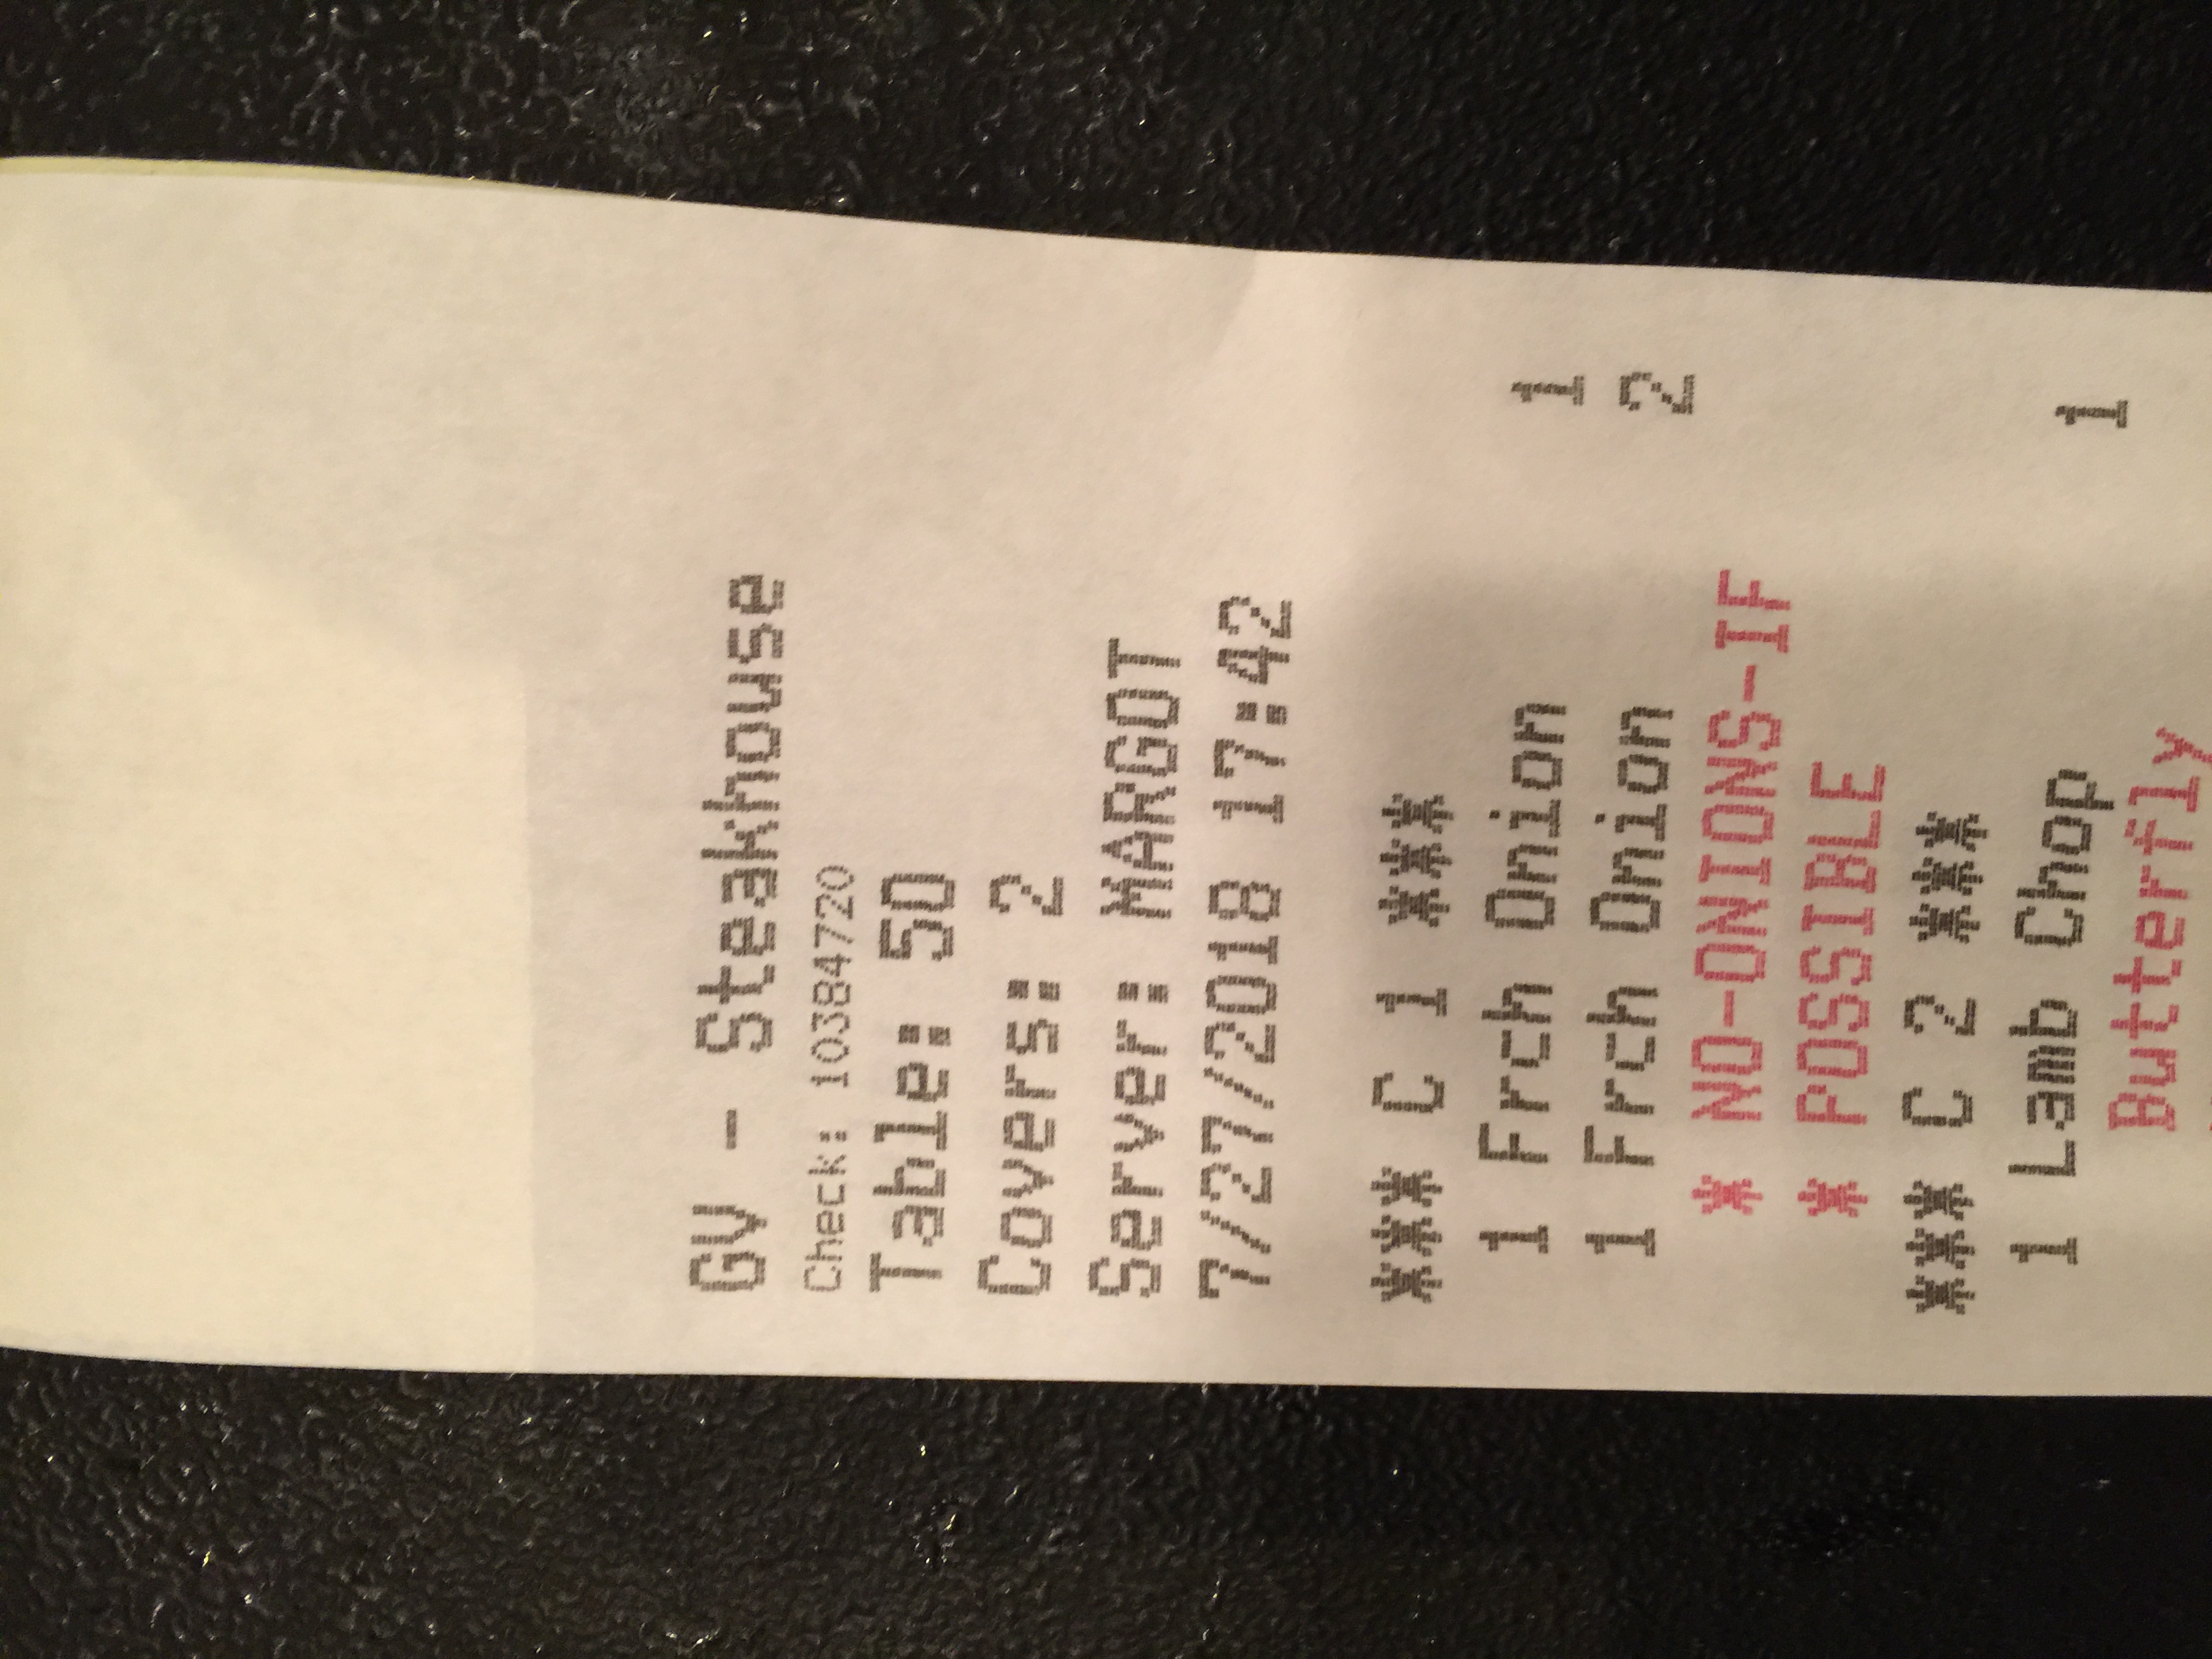 GV - Steakhouse
Check: 10384720
Table: 50
Covers: 2
Server: MARGOT
7/27/2018 17:42
*** C 1 ***
1 Frch Onion 1
1 Frch Onion 2
* NO-ONIONS-IF
* POSSIBLE
*** C 2 ***
1 Lamb Chop 1
Butterfly